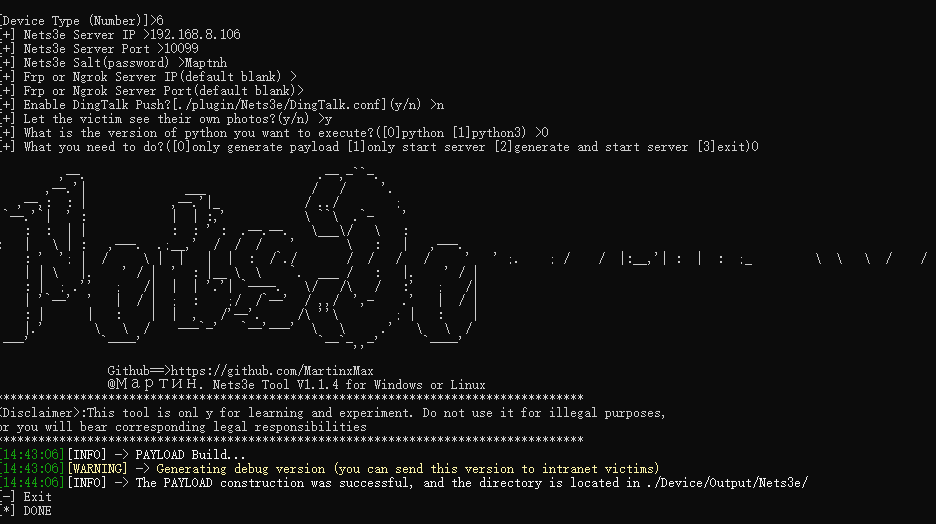 [Device Type (Number)]>6
[+] Nets3e Server IP >192.168.8.106
[+] Nets3e Server Port >10099
[+] Nets3e Salt(password) >Maptnh
[+] Frp or Ngrok Server IP(default blank) >
[+] Frp or Ngrok Server Port(default blank)>
[+] Enable DingTalk Push?[./plugin/Nets3e/DingTalk.conf](y/n) >n
[+] Let the victim see their own photos?(y/n) >y
[+] What is the version of python you want to execute?([0]python [1]python3) >0
[+] What you need to do?([0]only generate payload [1]only start server [2]generate and start server [3]exit)0
Github==>https://github.com/MartinxMax
@Мартин. Nets3e Tool V1.1.4 for Windows or Linux
************************************************************************************
<Disclaimer>:This tool is onl y for learning and experiment. Do not use it for illegal purposes,
or you will bear corresponding legal responsibilities
************************************************************************************
[14:43:06][INFO] -> PAYLOAD Build...
[14:43:06][WARNING] -> Generating debug version (you can send this version to intranet victims)
[14:44:06][INFO] -> The PAYLOAD construction was successful, and the directory is located in ./Device/Output/Nets3e/
[-] Exit
[*] DONE